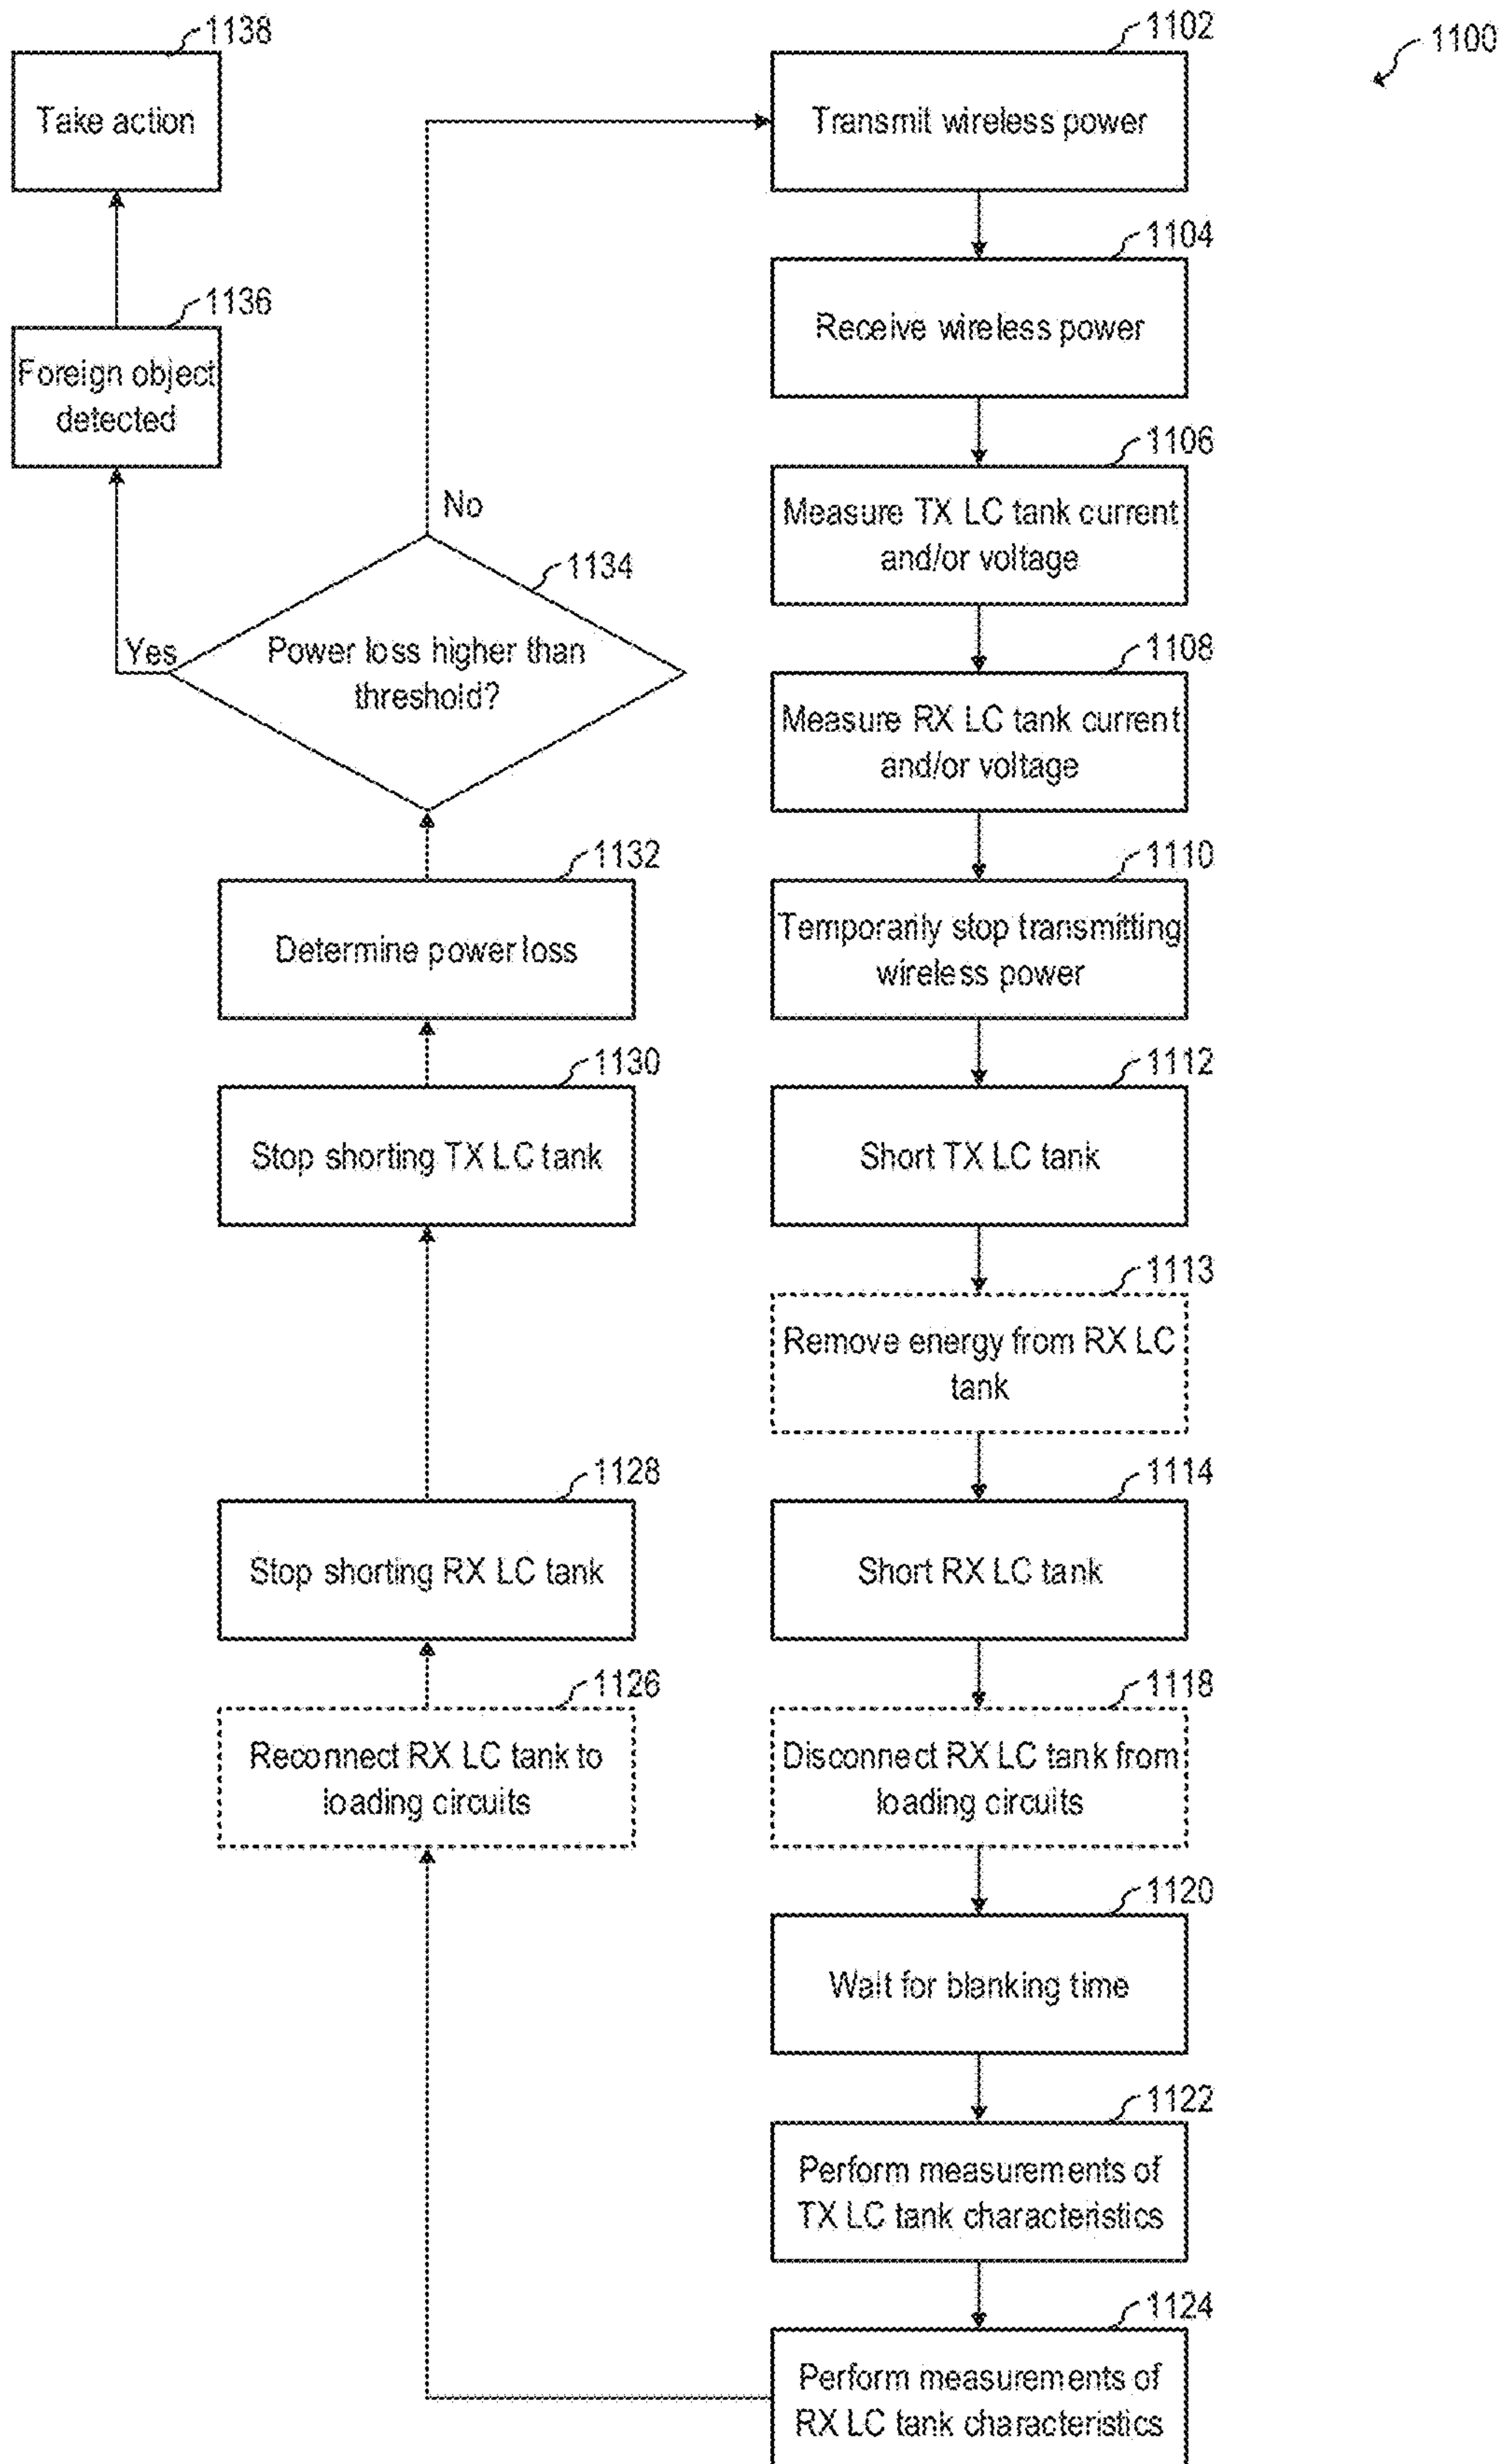 1100
1102
Transmit wireless power
1104
Receive wireless power
1106
Measure TX LC tank current
and/or voltage
1108
Measure RX LC tank current
and/or voltage
1110
Temporarily stop transmitting
wireless power
1112
Short TX LC tank
1113
Remove energy from RX LC
tank
1114
Short RX LC tank
1118
Disconnect RX LC tank from
loading circuits
1120
Wait for blanking time
1122
Perform measurements of
TX LC tank characteristics
1124
Perform measurements of
RX LC tank characteristics
1126
Reconnect RX LC tank to
loading circuits
1128
Stop shorting RX LC tank
1130
Stop shorting TX LC tank
1132
Determine power loss
1134
Power loss higher than
threshold?
No
Yes
1136
Foreign object
detected
1138
Take action